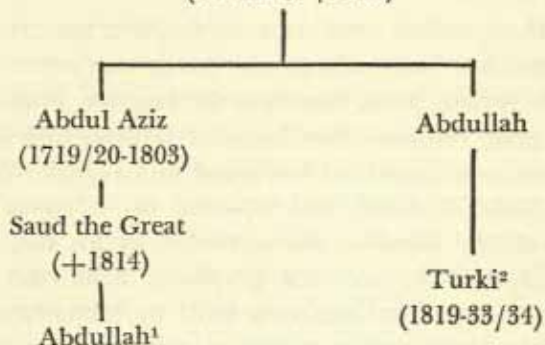 Abdul Aziz
(1719/20-1803)
Saud the Great
(+1814)
Abdullah¹
Abdullah
Turki²
(1819-33/34)